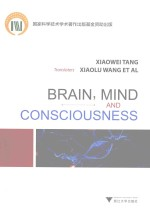 国家科学技术学术著作出版基金资助出版
XIAOWEI TANG
XIAOLU WANG ET AL
BRAIN, MIND
AND
CONSCIOUSNESS